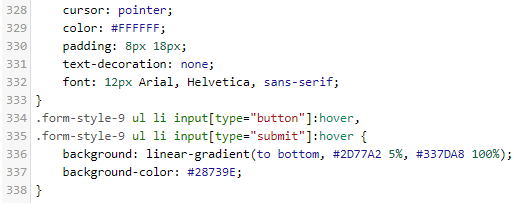 328 cursor: pointer;
329 color: #FFFFFF;
330 padding: 8px 18px;
331 text-decoration: none;
332 font: 12px Arial, Helvetica, sans-serif;
333 }
334 .form-style-9 ul li input[type="button"]:hover,
335 .form-style-9 ul li input[type="submit"]:hover {
336 background: linear-gradient(to bottom, #2D77A2 5%, #337DA8 100%);
337 background-color: #28739E;
338 }